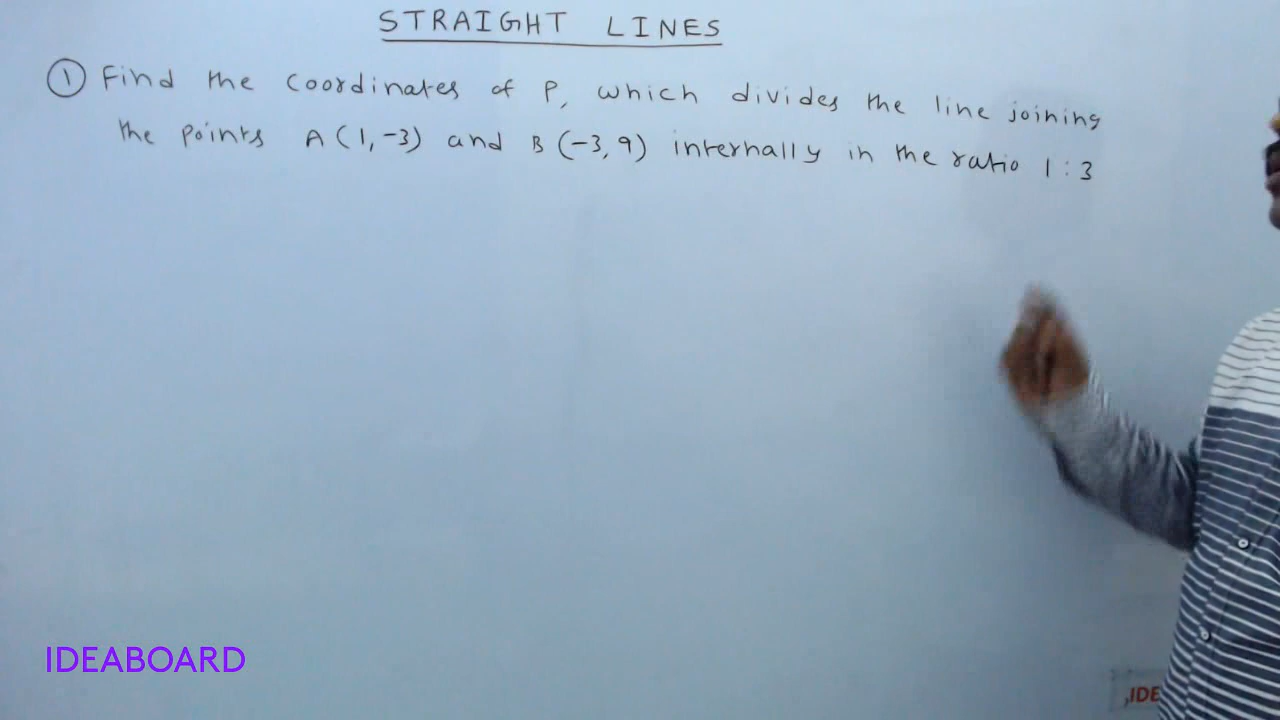 STRAIGHT LINES
① Find the coordinates of P, which divides the line joining
the points A (1, -3) and B (-3, 9) internally in the ratio 1 : 3
IDEABOARD
,IDE